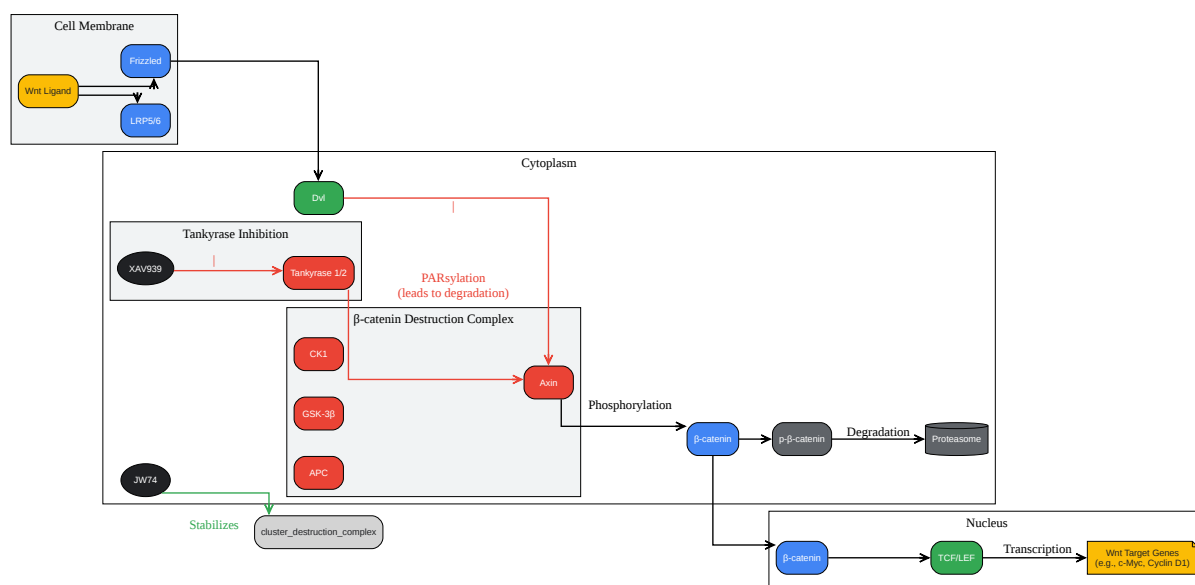 Cell Membrane
Frizzled
Wnt Ligand
LRP5/6
Cytoplasm
Dvl
|
Tankyrase Inhibition
XAV939
|
Tankyrase 1/2
PARsylation
(leads to degradation)
β-catenin Destruction Complex
CK1
Axin
GSK-3β
APC
Phosphorylation
β-catenin
p-β-catenin
Degradation
Proteasome
JW74
Stabilizes
cluster_destruction_complex
Nucleus
β-catenin
TCF/LEF
Transcription
Wnt Target Genes
(e.g., c-Myc, Cyclin D1)